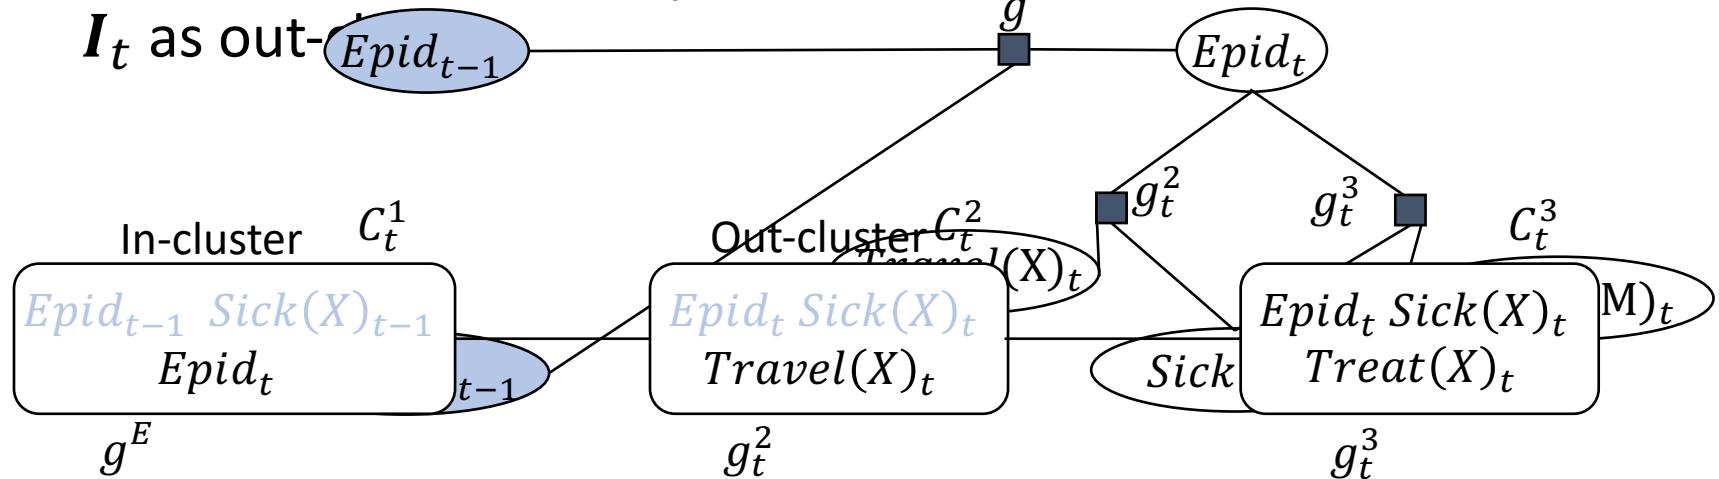 g
I_t as out-
Epid_{t-1}
Epid_t
g_t^2
g_t^3
In-cluster C_t^1
Out-cluster C_t^2
C_t^3
Travel(X)_t
Epid_{t-1} Sick(X)_{t-1}
Epid_t
t-1
Epid_t Sick(X)_t
Travel(X)_t
Sick
Epid_t Sick(X)_t
Treat(X)_t
M)_t
g^E
g_t^2
g_t^3